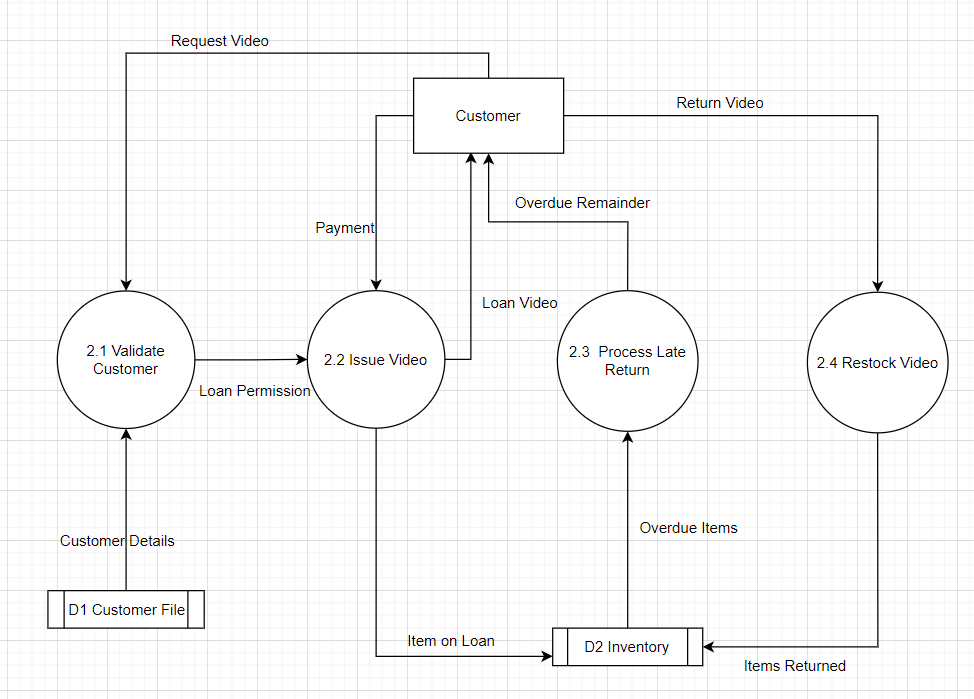 Request Video
Customer
Return Video
Overdue Remainder
Payment
Loan Video
2.1 Validate
Customer
2.2 Issue Video
2.3 Process Late
Return
2.4 Restock Video
Loan Permission
Overdue Items
Customer Details
D1 Customer File
Item on Loan
D2 Inventory
Items Returned